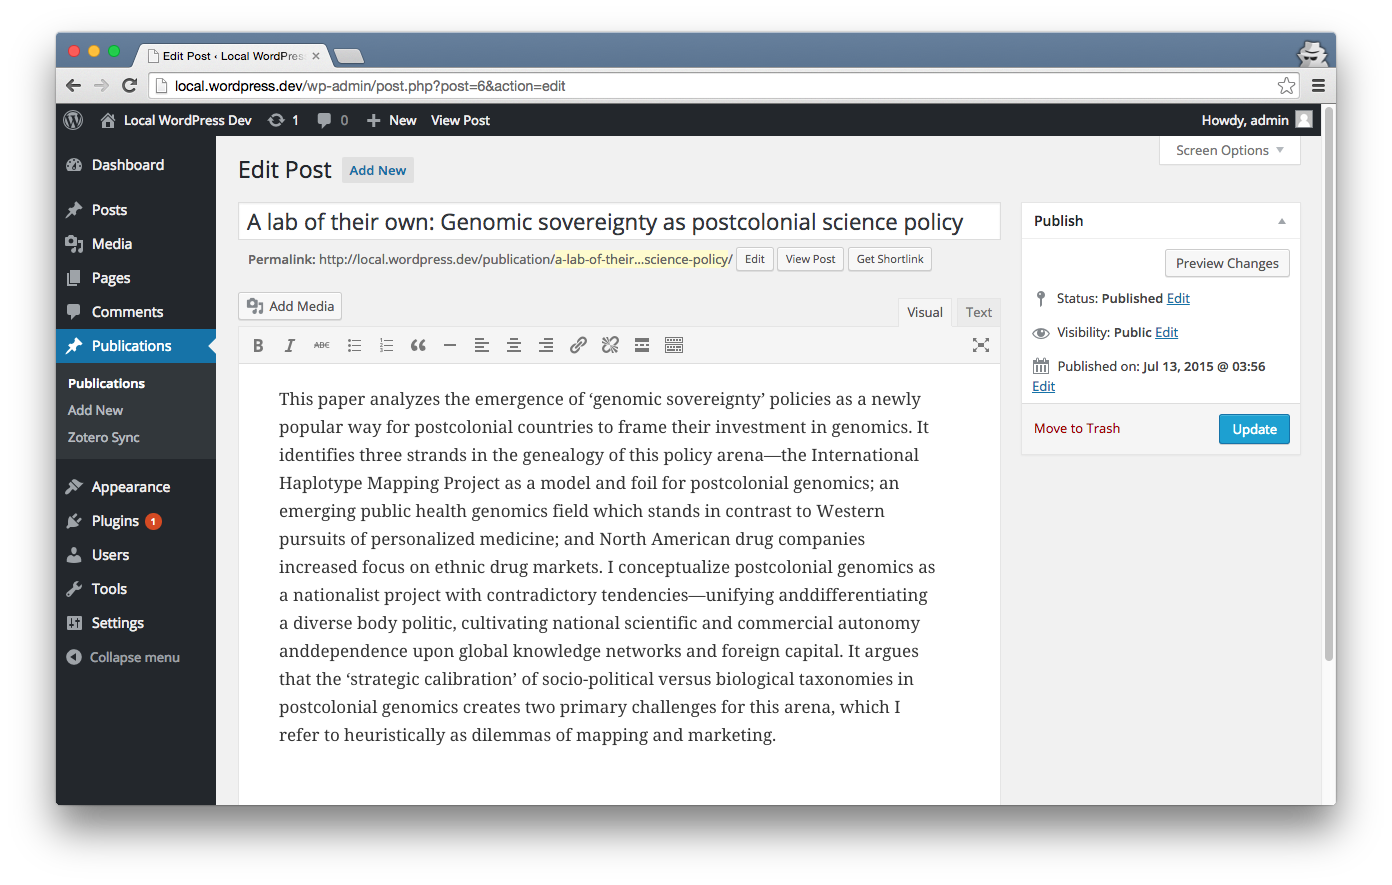 Edit Post ‹ Local WordPres
local.wordpress.dev/wp-admin/post.php?post=6&action=edit
Local WordPress Dev 1 0 New View Post Howdy, admin
Screen Options
Dashboard
Posts
Media
Pages
Comments
Publications
Publications
Add New
Zotero Sync
Appearance
Plugins 1
Users
Tools
Settings
Collapse menu
Edit Post Add New
A lab of their own: Genomic sovereignty as postcolonial science policy
Permalink: http://local.wordpress.dev/publication/a-lab-of-their...science-policy/ Edit View Post Get Shortlink
Add Media
Visual Text
B I ABC
This paper analyzes the emergence of ‘genomic sovereignty’ policies as a newly
popular way for postcolonial countries to frame their investment in genomics. It
identifies three strands in the genealogy of this policy arena—the International
Haplotype Mapping Project as a model and foil for postcolonial genomics; an
emerging public health genomics field which stands in contrast to Western
pursuits of personalized medicine; and North American drug companies
increased focus on ethnic drug markets. I conceptualize postcolonial genomics as
a nationalist project with contradictory tendencies—unifying anddifferentiating
a diverse body politic, cultivating national scientific and commercial autonomy
anddependence upon global knowledge networks and foreign capital. It argues
that the ‘strategic calibration’ of socio-political versus biological taxonomies in
postcolonial genomics creates two primary challenges for this arena, which I
refer to heuristically as dilemmas of mapping and marketing.
Publish
Preview Changes
Status: Published Edit
Visibility: Public Edit
Published on: Jul 13, 2015 @ 03:56
Edit
Move to Trash Update